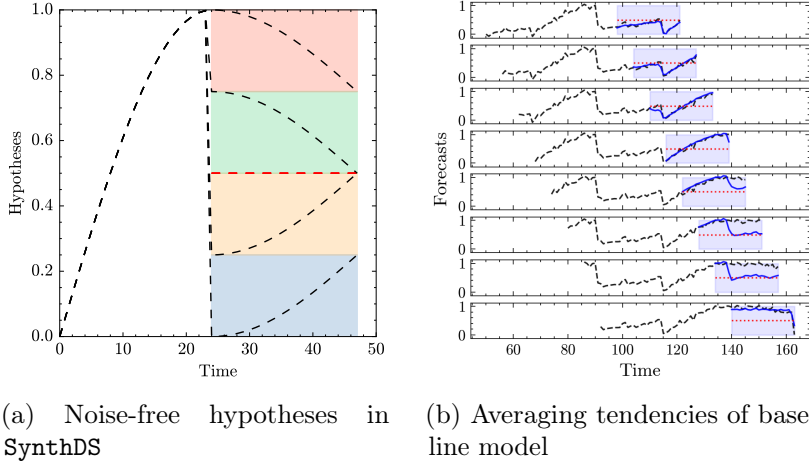 1.0
0.8
0.6
0.4
0.2
0.0
Hypotheses
0 10 20 30 40 50
Time
1
0
1
0
1
0
1
0
1
0
1
0
1
0
1
0
Forecasts
60 80 100 120 140 160
Time
(a) Noise-free hypotheses in
SynthDS
(b) Averaging tendencies of base
line model